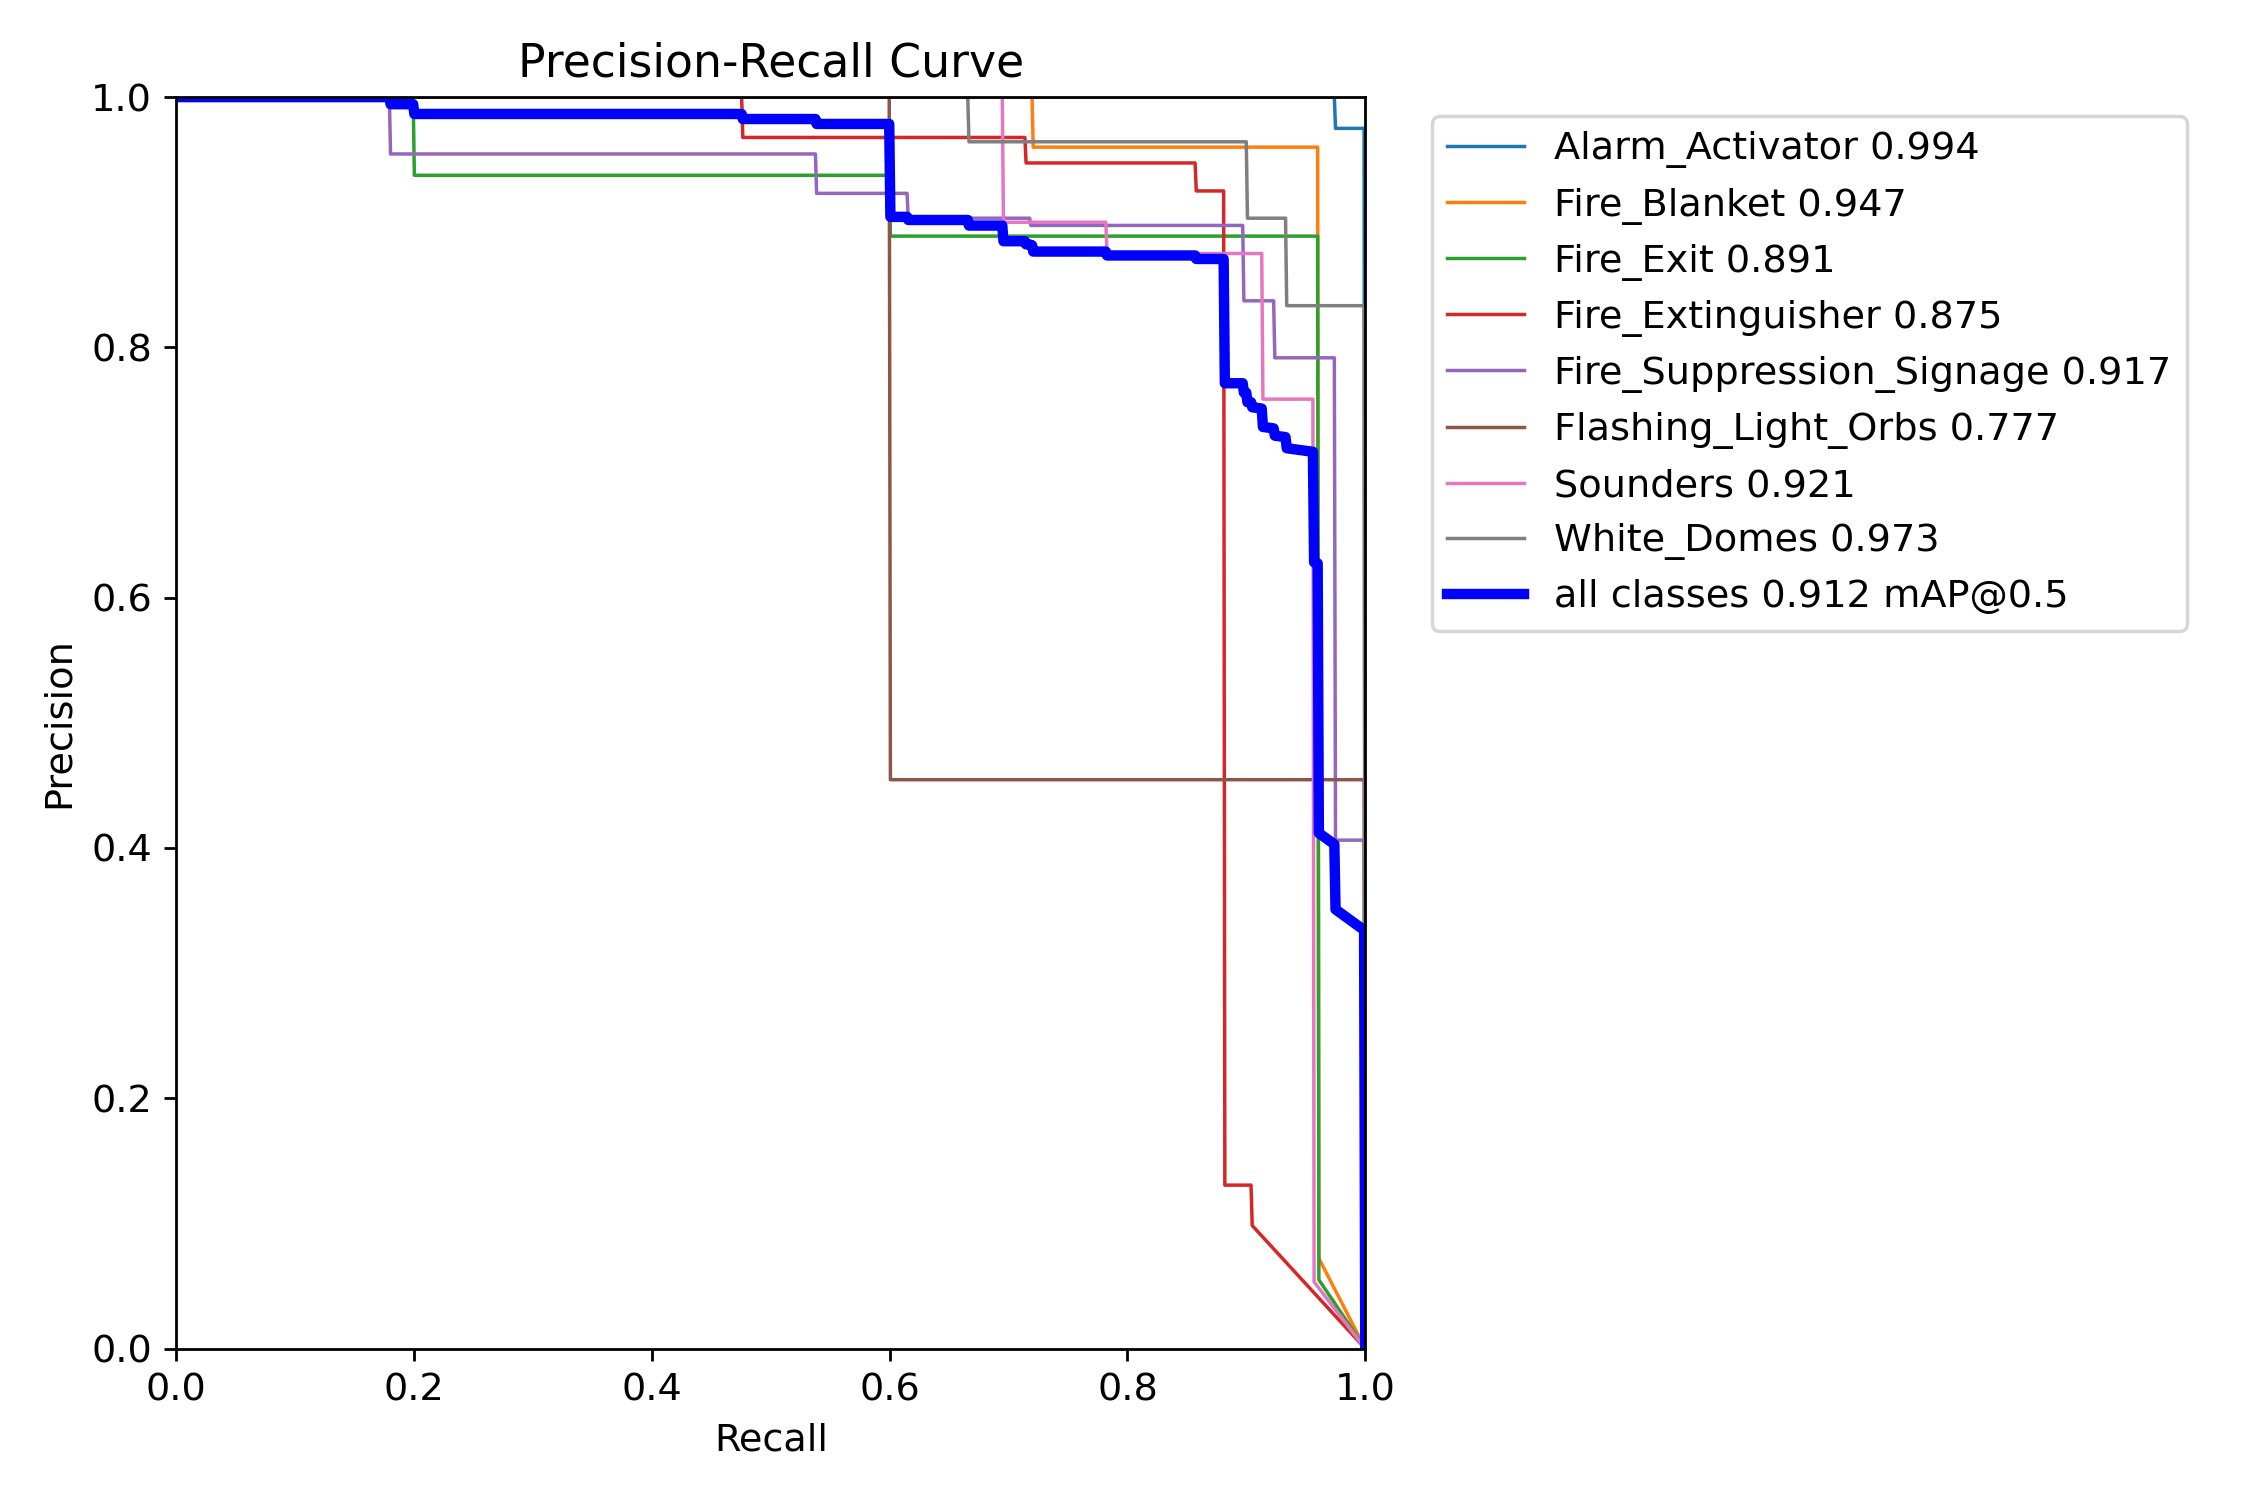 Precision-Recall Curve
1.0
0.8
0.6
0.4
0.2
0.0
Precision
0.0 0.2 0.4 0.6 0.8 1.0
Recall
Alarm_Activator 0.994
Fire_Blanket 0.947
Fire_Exit 0.891
Fire_Extinguisher 0.875
Fire_Suppression_Signage 0.917
Flashing_Light_Orbs 0.777
Sounders 0.921
White_Domes 0.973
all classes 0.912 mAP@0.5